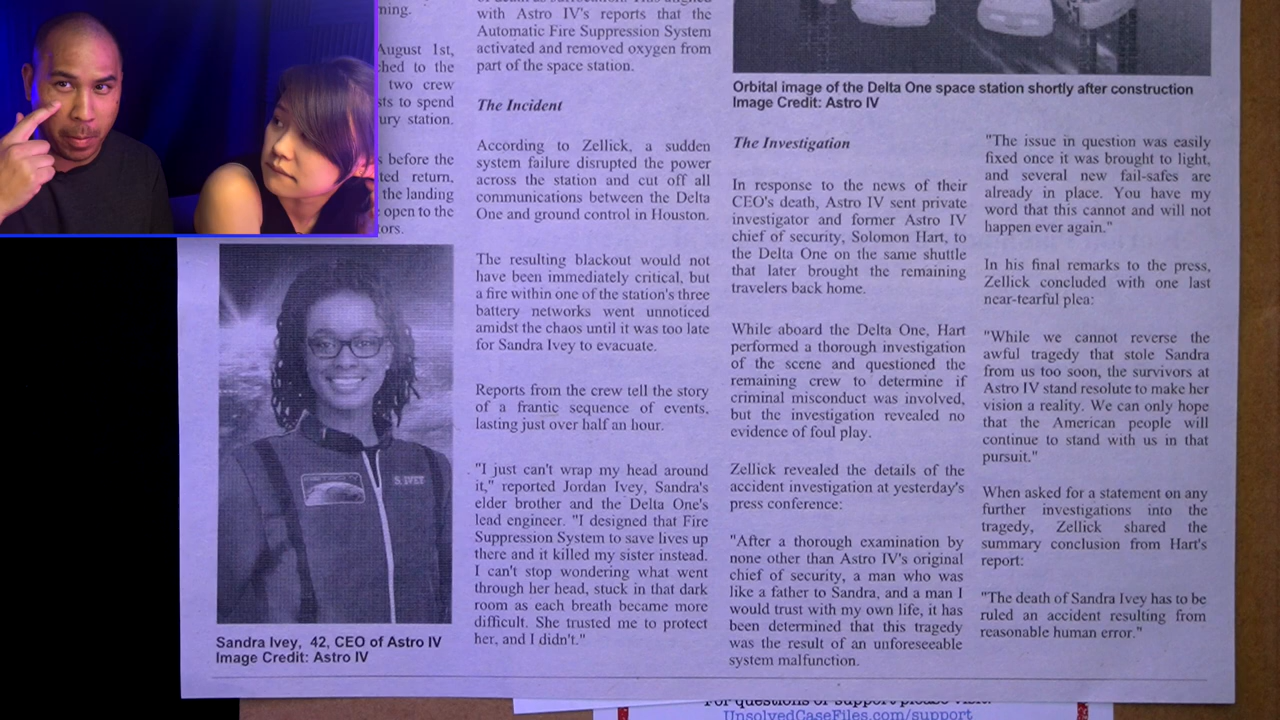 ning.
August 1st,
ched to the
two crew
sts to spend
ury station.
s before the
ted return,
the landing
open to the
tors.
Sandra Ivey, 42, CEO of Astro IV
Image Credit: Astro IV
with Astro IV's reports that the
Automatic Fire Suppression System
activated and removed oxygen from
part of the space station.
The Incident
According to Zellick, a sudden
system failure disrupted the power
across the station and cut off all
communications between the Delta
One and ground control in Houston.
The resulting blackout would not
have been immediately critical, but
a fire within one of the station's three
battery networks went unnoticed
amidst the chaos until it was too late
for Sandra Ivey to evacuate.
Reports from the crew tell the story
of a frantic sequence of events,
lasting just over half an hour.
"I just can't wrap my head around
it," reported Jordan Ivey, Sandra's
elder brother and the Delta One's
lead engineer. "I designed that Fire
Suppression System to save lives up
there and it killed my sister instead.
I can't stop wondering what went
through her head, stuck in that dark
room as each breath became more
difficult. She trusted me to protect
her, and I didn't."
Orbital image of the Delta One space station shortly after construction
Image Credit: Astro IV
The Investigation
In response to the news of their
CEO's death, Astro IV sent private
investigator and former Astro IV
chief of security, Solomon Hart, to
the Delta One on the same shuttle
that later brought the remaining
travelers back home.
While aboard the Delta One, Hart
performed a thorough investigation
of the scene and questioned the
remaining crew to determine if
criminal misconduct was involved,
but the investigation revealed no
evidence of foul play.
Zellick revealed the details of the
accident investigation at yesterday's
press conference:
"After a thorough examination by
none other than Astro IV's original
chief of security, a man who was
like a father to Sandra, and a man I
would trust with my own life, it has
been determined that this tragedy
was the result of an unforeseeable
system malfunction.
"The issue in question was easily
fixed once it was brought to light,
and several new fail-safes are
already in place. You have my
word that this cannot and will not
happen ever again."
In his final remarks to the press,
Zellick concluded with one last
near-tearful plea:
"While we cannot reverse the
awful tragedy that stole Sandra
from us too soon, the survivors at
Astro IV stand resolute to make her
vision a reality. We can only hope
that the American people will
continue to stand with us in that
pursuit."
When asked for a statement on any
further investigations into the
tragedy, Zellick shared the
summary conclusion from Hart's
report:
"The death of Sandra Ivey has to be
ruled an accident resulting from
reasonable human error."
S. IVEY
For questions or support please visit:
UnsolvedCaseFiles.com/support